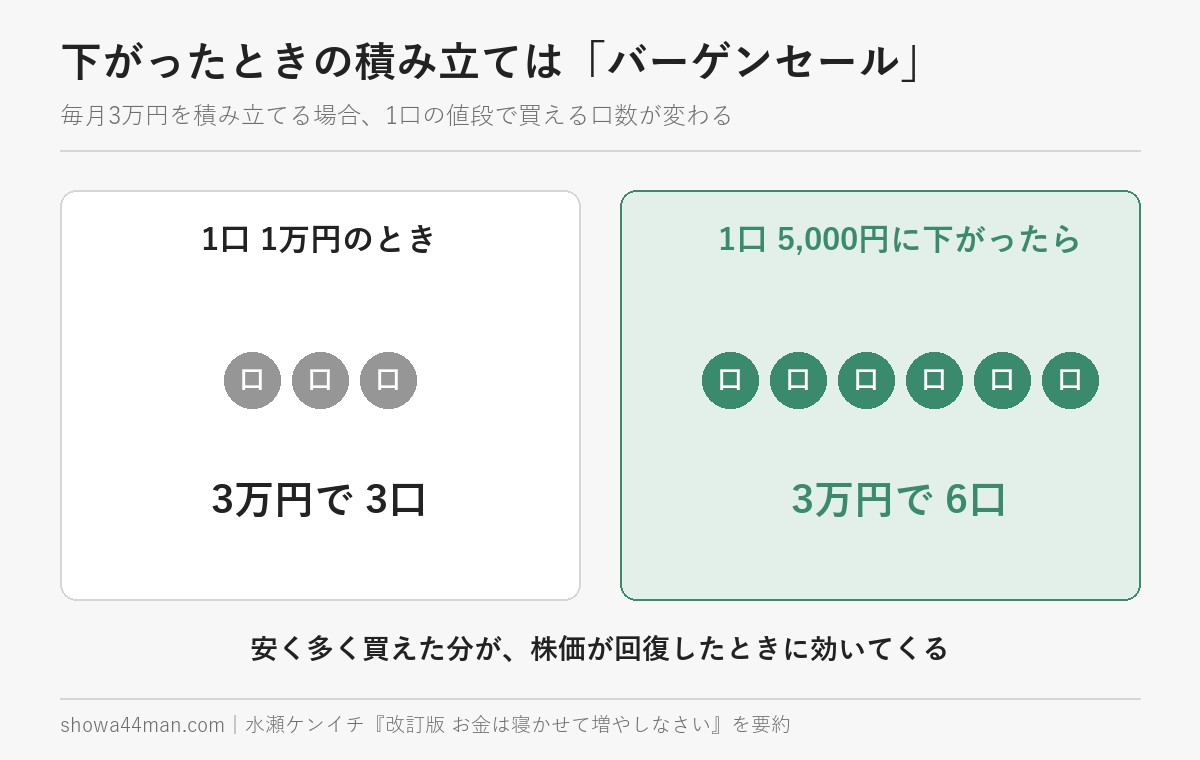 下がったときの積み立ては「バーゲンセール」
毎月3万円を積み立てる場合、1口の値段で買える口数が変わる
1口 1万円のとき
口 口 口
3万円で 3口
1口 5,000円に下がったら
口 口 口 口 口 口
3万円で 6口
安く多く買えた分が、株価が回復したときに効いてくる
showa44man.com｜水瀬ケンイチ『改訂版 お金は寝かせて増やしなさい』を要約